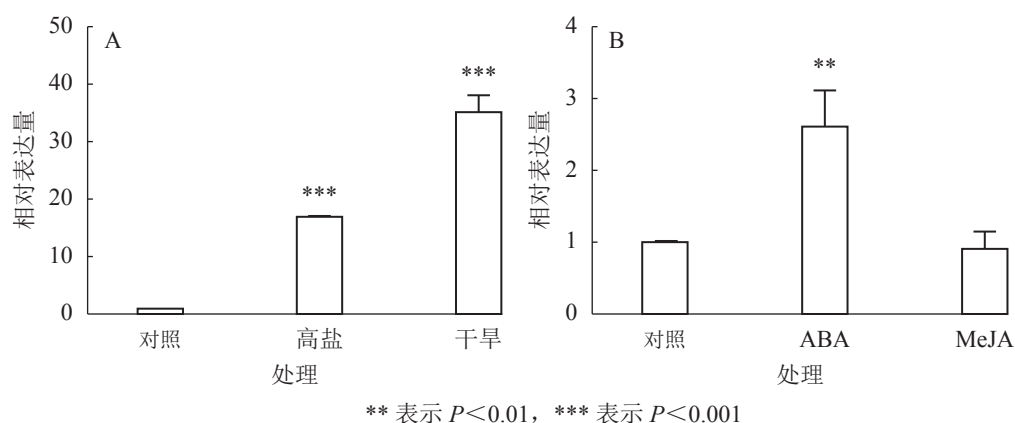 A
相对表达量
50
40
30
20
10
0
***
***
对照
高盐
干旱
处理
B
相对表达量
4
3
2
1
0
**
对照
ABA
MeJA
处理
** 表示 P＜0.01，*** 表示 P＜0.001